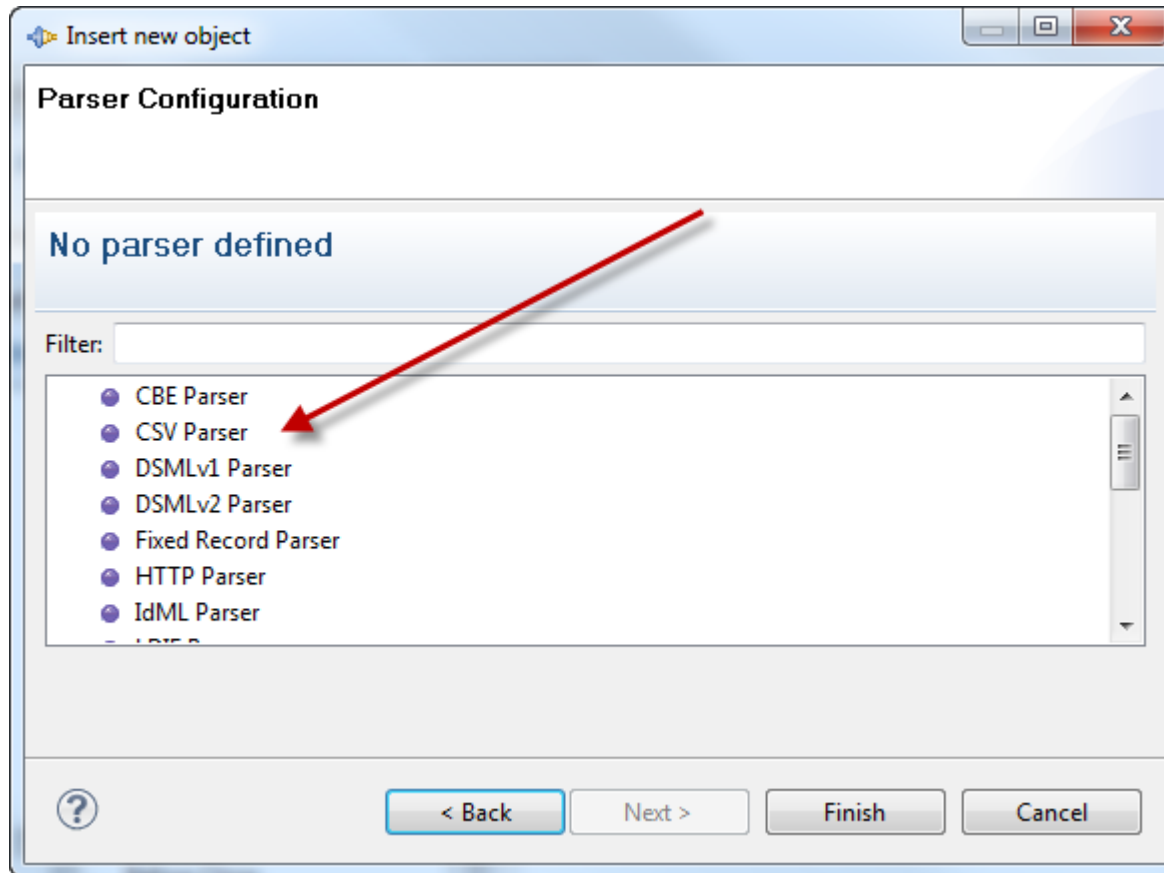 Insert new object
Parser Configuration
No parser defined
Filter:
CBE Parser
CSV Parser
DSMLv1 Parser
DSMLv2 Parser
Fixed Record Parser
HTTP Parser
IdML Parser
?
< Back Next > Finish Cancel